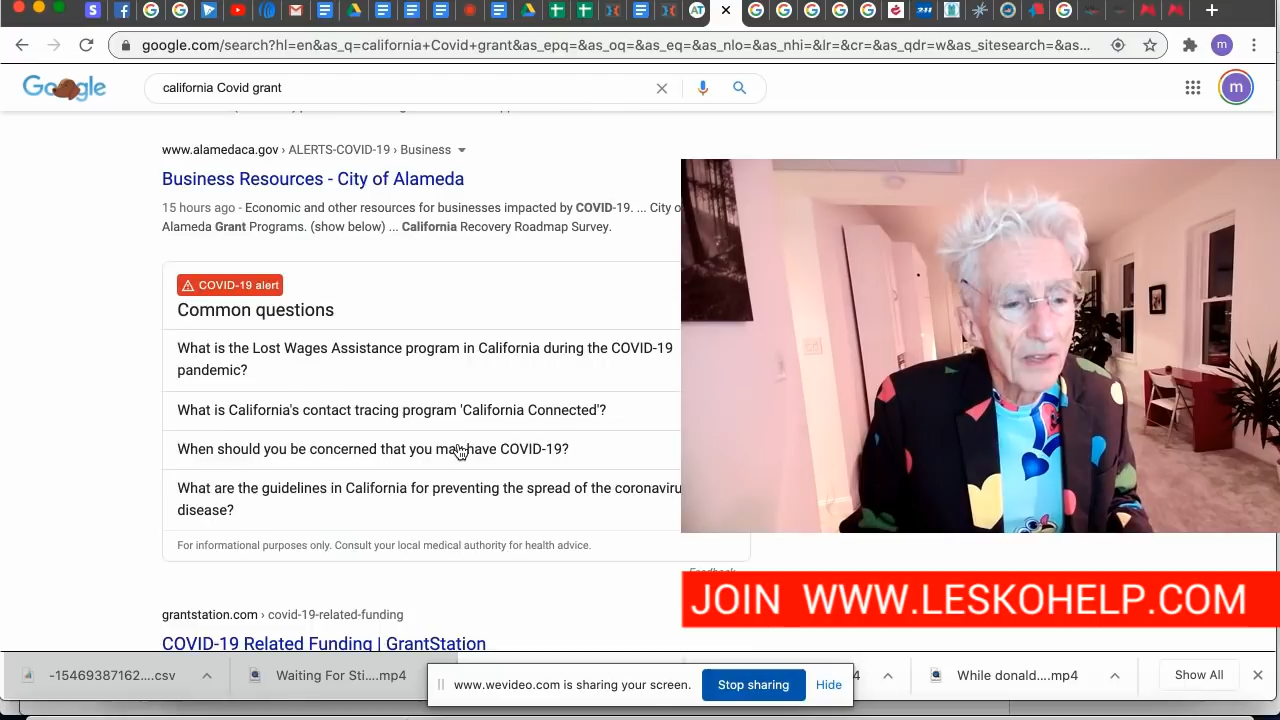 google.com/search?hl=en&as_q=california+Covid+grant&as_epq=&as_oq=&as_eq=&as_nlo=&as_nhi=&lr=&cr=&as_qdr=w&as_sitesearch=&as...
m
Google
california Covid grant
m
www.alamedaca.gov › ALERTS-COVID-19 › Business
Business Resources - City of Alameda
15 hours ago - Economic and other resources for businesses impacted by COVID-19. ... City o
Alameda Grant Programs. (show below) ... California Recovery Roadmap Survey.
COVID-19 alert
Common questions
What is the Lost Wages Assistance program in California during the COVID-19
pandemic?
What is California's contact tracing program 'California Connected'?
When should you be concerned that you may have COVID-19?
What are the guidelines in California for preventing the spread of the coronaviru
disease?
For informational purposes only. Consult your local medical authority for health advice.
JOIN WWW.LESKOHELP.COM
grantstation.com › covid-19-related-funding
COVID-19 Related Funding | GrantStation
-15469387162....csv
Waiting For Sti....mp4
www.wevideo.com is sharing your screen.
Stop sharing
Hide
4
While donald....mp4
Show All